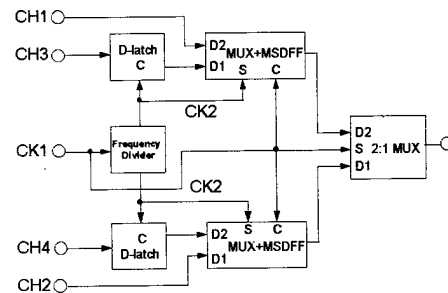 CH1
CH3
D-latch
C
D2
MUX+MSDFF
D1
S C
CK2
CK1
Frequency
Divider
D2
S 2:1 MUX
D1
CK2
C
D-latch
CH4
CH2
S C
D2
MUX+MSDFF
D1